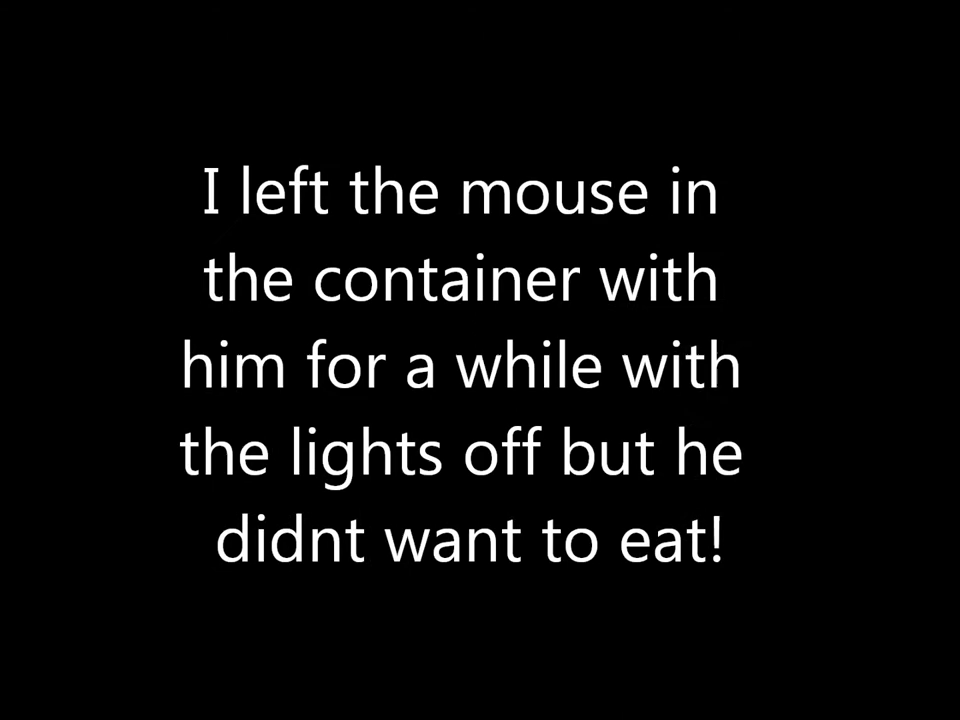 I left the mouse in
the container with
him for a while with
the lights off but he
didnt want to eat!